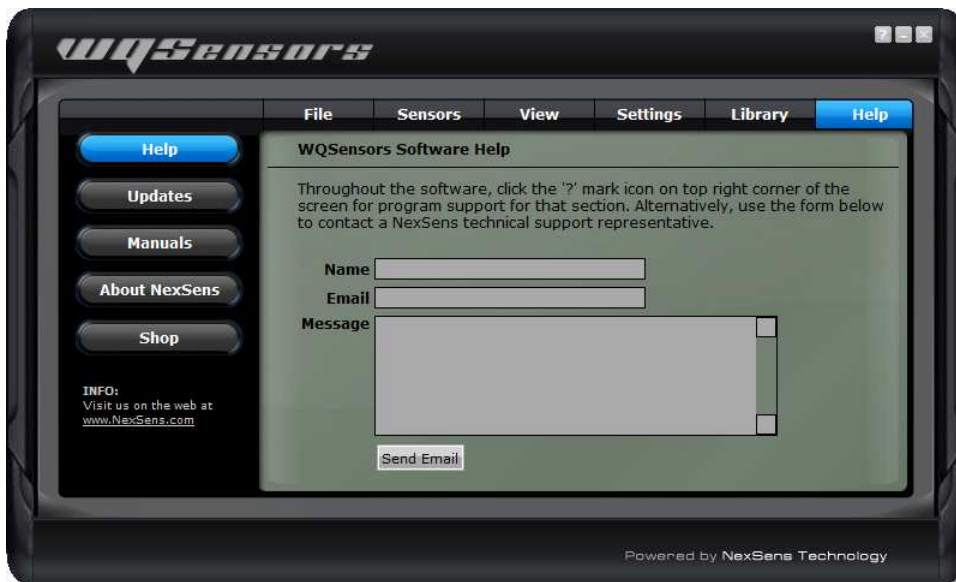 WQSensors
? _ X
File Sensors View Settings Library Help
Help
Updates
Manuals
About NexSens
Shop
INFO:
Visit us on the web at
www.NexSens.com
WQSensors Software Help
Throughout the software, click the '?' mark icon on top right corner of the
screen for program support for that section. Alternatively, use the form below
to contact a NexSens technical support representative.
Name
Email
Message
Send Email
Powered by NexSens Technology